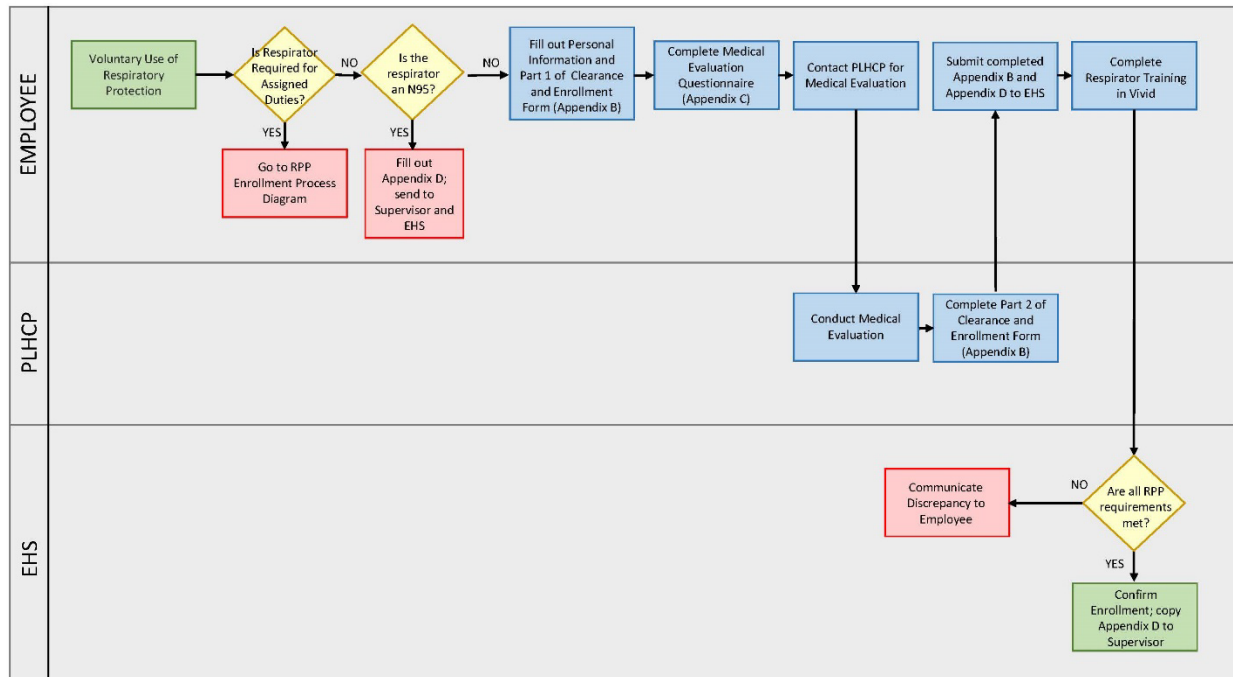 EMPLOYEE
Voluntary Use of
Respiratory
Protection
Is Respirator
Required for
Assigned
Duties?
NO
YES
Go to RPP
Enrollment Process
Diagram
Is the
respirator
an N95?
NO
YES
Fill out
Appendix D;
send to
Supervisor and
EHS
Fill out Personal
Information and
Part 1 of Clearance
and Enrollment
Form (Appendix B)
Complete Medical
Evaluation
Questionnaire
(Appendix C)
Contact PLHCP for
Medical Evaluation
Submit completed
Appendix B and
Appendix D to EHS
Complete
Respirator Training
in Vivid
PLHCP
Conduct Medical
Evaluation
Complete Part 2 of
Clearance and
Enrollment Form
(Appendix B)
EHS
Are all RPP
requirements
met?
NO
Communicate
Discrepancy to
Employee
YES
Confirm
Enrollment; copy
Appendix D to
Supervisor